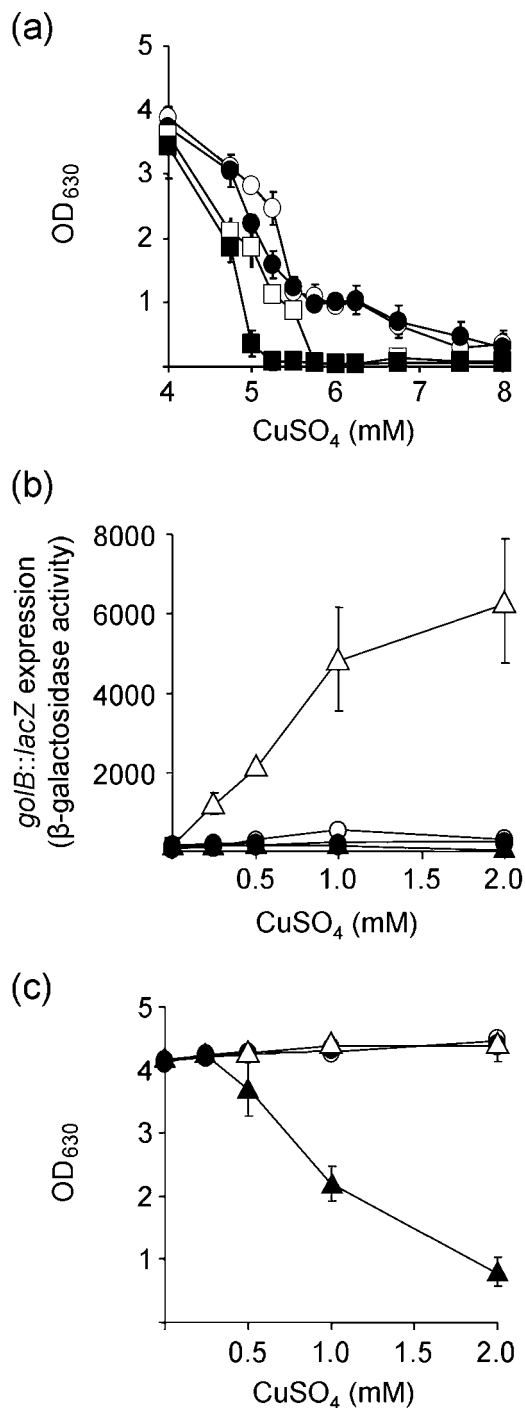 (a)
5
4
3
2
1
OD₆₃₀
4 5 6 7 8
CuSO₄ (mM)
(b)
8000
6000
4000
2000
golB::lacZ expression
(β-galactosidase activity)
0.5 1.0 1.5 2.0
CuSO₄ (mM)
(c)
5
4
3
2
1
OD₆₃₀
0.5 1.0 1.5 2.0
CuSO₄ (mM)